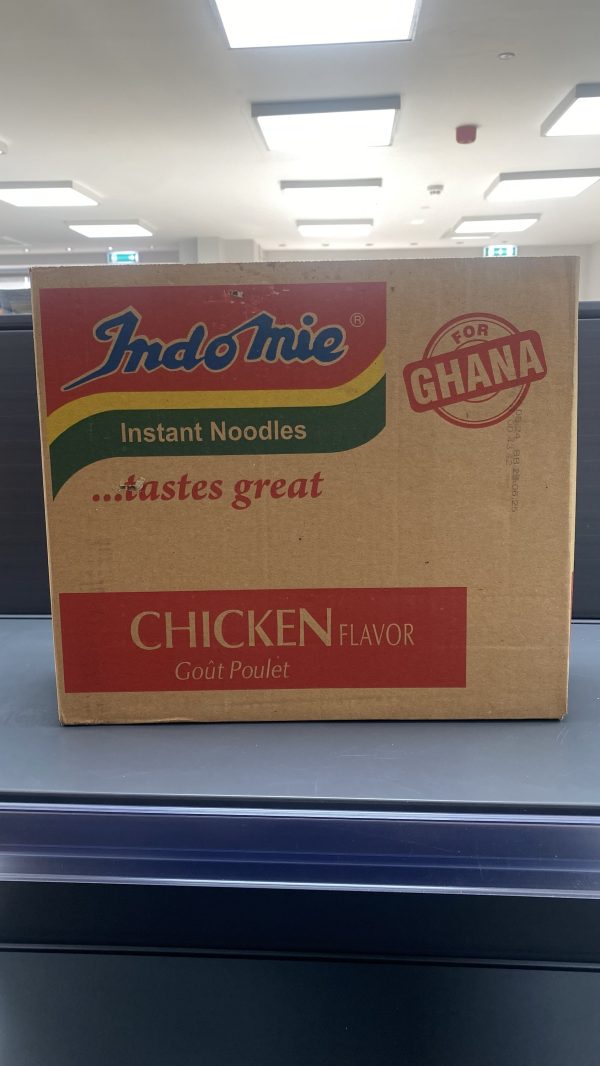 Indomie®
Instant Noodles
...tastes great
FOR
GHANA
CHICKEN FLAVOR
Goût Poulet